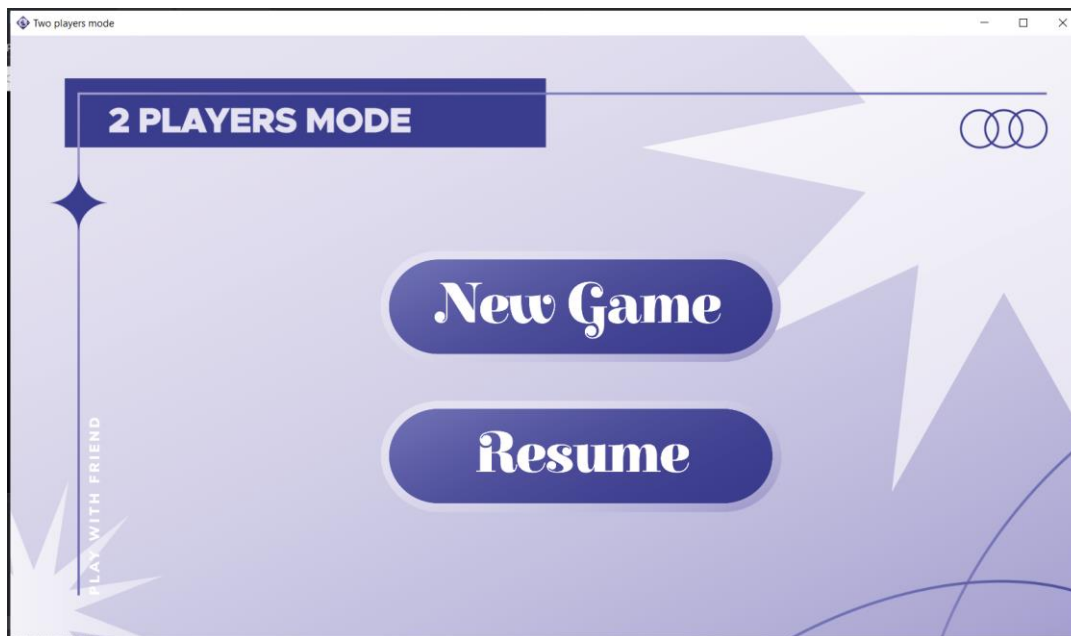 Two players mode
2 PLAYERS MODE
New Game
Resume
PLAY WITH FRIEND